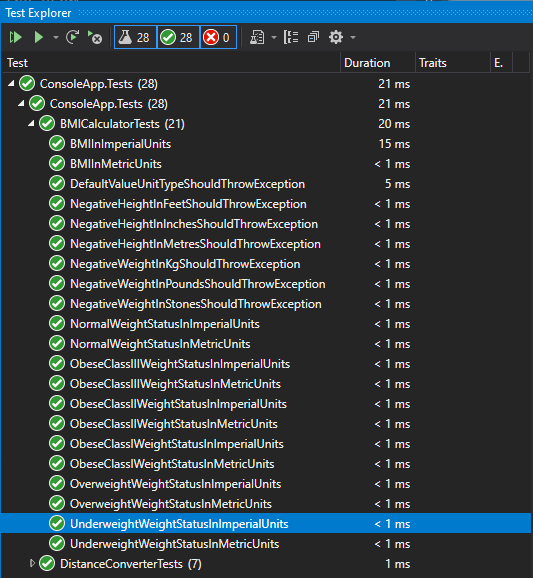 Test Explorer
28 28 0
Test Duration Traits E.
ConsoleApp.Tests (28) 21 ms
ConsoleApp.Tests (28) 21 ms
BMICalculatorTests (21) 20 ms
BMIInImperialUnits 15 ms
BMIInMetricUnits < 1 ms
DefaultValueUnitTypeShouldThrowException 5 ms
NegativeHeightInFeetShouldThrowException < 1 ms
NegativeHeightInInchesShouldThrowException < 1 ms
NegativeHeightInMetresShouldThrowException < 1 ms
NegativeWeightInKgShouldThrowException < 1 ms
NegativeWeightInPoundsShouldThrowException < 1 ms
NegativeWeightInStonesShouldThrowException < 1 ms
NormalWeightStatusInImperialUnits < 1 ms
NormalWeightStatusInMetricUnits < 1 ms
ObeseClassIIIWeightStatusInImperialUnits < 1 ms
ObeseClassIIIWeightStatusInMetricUnits < 1 ms
ObeseClassIIWeightStatusInImperialUnits < 1 ms
ObeseClassIIWeightStatusInMetricUnits < 1 ms
ObeseClassIWeightStatusInImperialUnits < 1 ms
ObeseClassIWeightStatusInMetricUnits < 1 ms
OverweightWeightStatusInImperialUnits < 1 ms
OverweightWeightStatusInMetricUnits < 1 ms
UnderweightWeightStatusInImperialUnits < 1 ms
UnderweightWeightStatusInMetricUnits < 1 ms
DistanceConverterTests (7) 1 ms